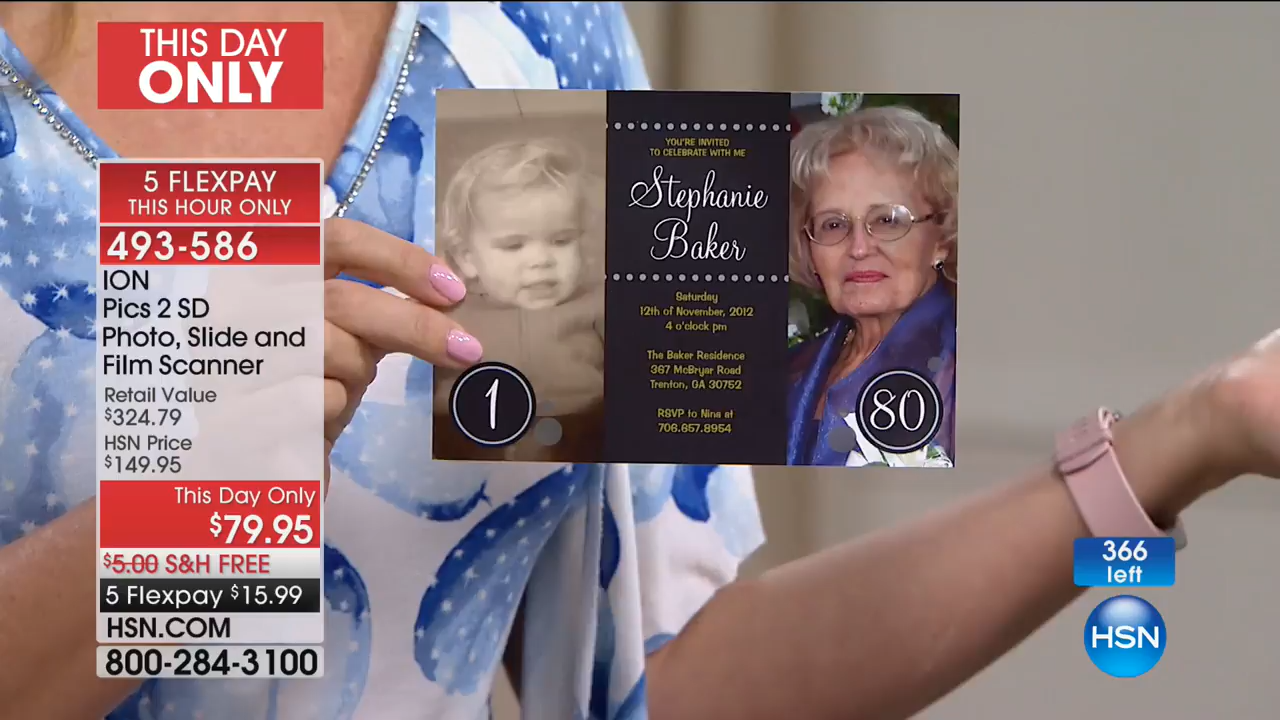 THIS DAY
ONLY
5 FLEXPAY
THIS HOUR ONLY
493-586
ION
Pics 2 SD
Photo, Slide and
Film Scanner
Retail Value
$324.79
HSN Price
$149.95
This Day Only
$79.95
$5.00 S&H FREE
5 Flexpay $15.99
HSN.COM
800-284-3100
YOU'RE INVITED
TO CELEBRATE WITH ME
Stephanie
Baker
Saturday
12th of November, 2012
4 o'clock pm
The Baker Residence
367 McBryar Road
Trenton, GA 30752
RSVP to Nina at
706.657.8954
1
80
366
left
HSN